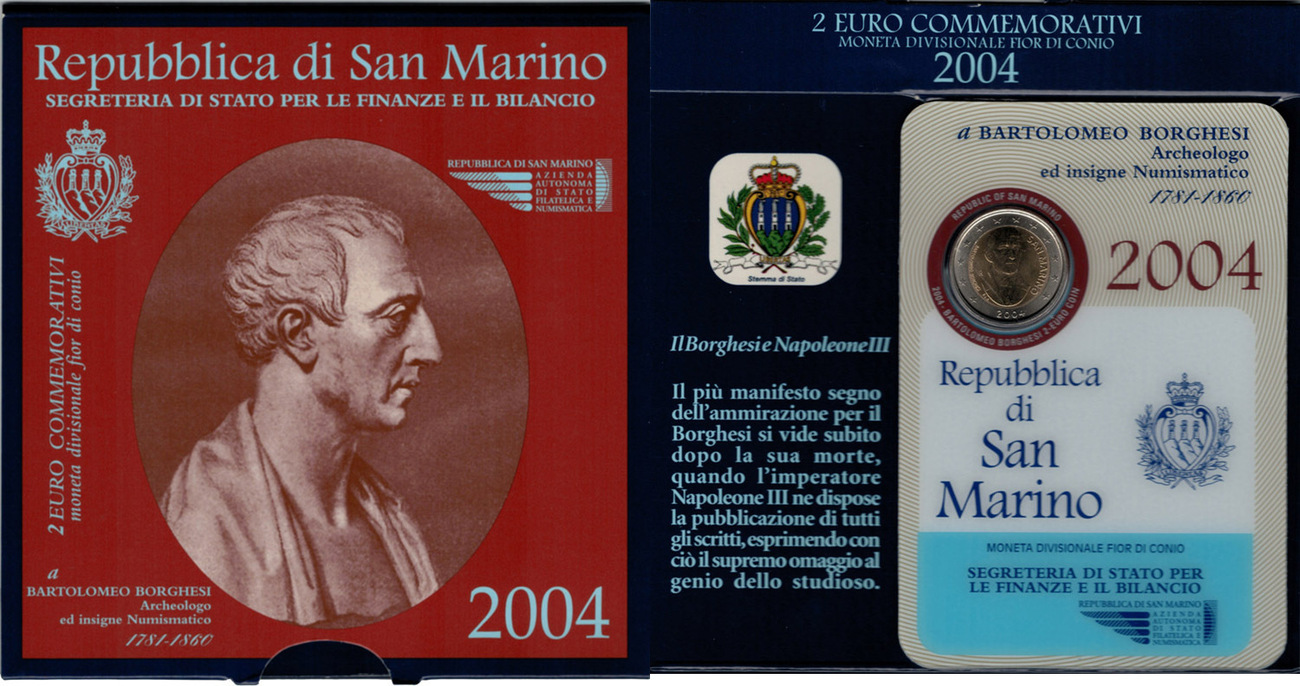 Repubblica di San Marino
SEGRETERIA DI STATO PER LE FINANZE E IL BILANCIO
REPUBBLICA DI SAN MARINO
AZIENDA
AUTONOMA
DI STATO
FILATELICA E
NUMISMATICA
LIBERTAS
2 EURO COMMEMORATIVI
moneta divisionale fior di conio
a
BARTOLOMEO BORGHESI
Archeologo
ed insigne Numismatico
1781-1860
2004
2 EURO COMMEMORATIVI
MONETA DIVISIONALE FIOR DI CONIO
2004
Stemma di Stato
Il Borghesi e Napoleone III
Il più manifesto segno
dell'ammirazione per il
Borghesi si vide subito
dopo la sua morte,
quando l'imperatore
Napoleone III ne dispose
la pubblicazione di tutti
gli scritti, esprimendo con
ciò il supremo omaggio al
genio dello studioso.
a BARTOLOMEO BORGHESI
Archeologo
ed insigne Numismatico
1781-1860
REPUBLIC OF SAN MARINO
SAN MARINO
2004
2004 - BARTOLOMEO BORGHESI 2-EURO COIN
2004
Repubblica
di
San
Marino
MONETA DIVISIONALE FIOR DI CONIO
SEGRETERIA DI STATO PER
LE FINANZE E IL BILANCIO
REPUBBLICA DI SAN MARINO
AZIENDA
AUTONOMA
DI STATO
FILATELICA E
NUMISMATICA